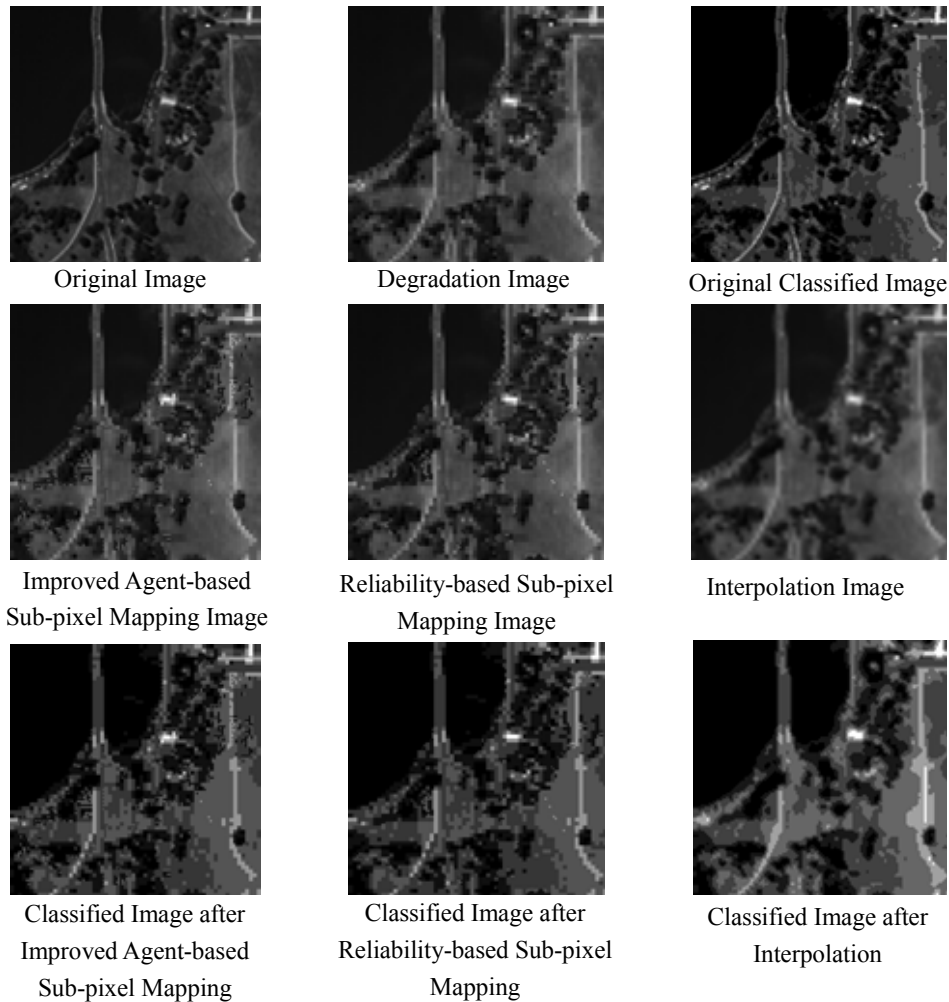 Original Image
Degradation Image
Original Classified Image
Improved Agent-based
Sub-pixel Mapping Image
Reliability-based Sub-pixel
Mapping Image
Interpolation Image
Classified Image after
Improved Agent-based
Sub-pixel Mapping
Classified Image after
Reliability-based Sub-pixel
Mapping
Classified Image after
Interpolation